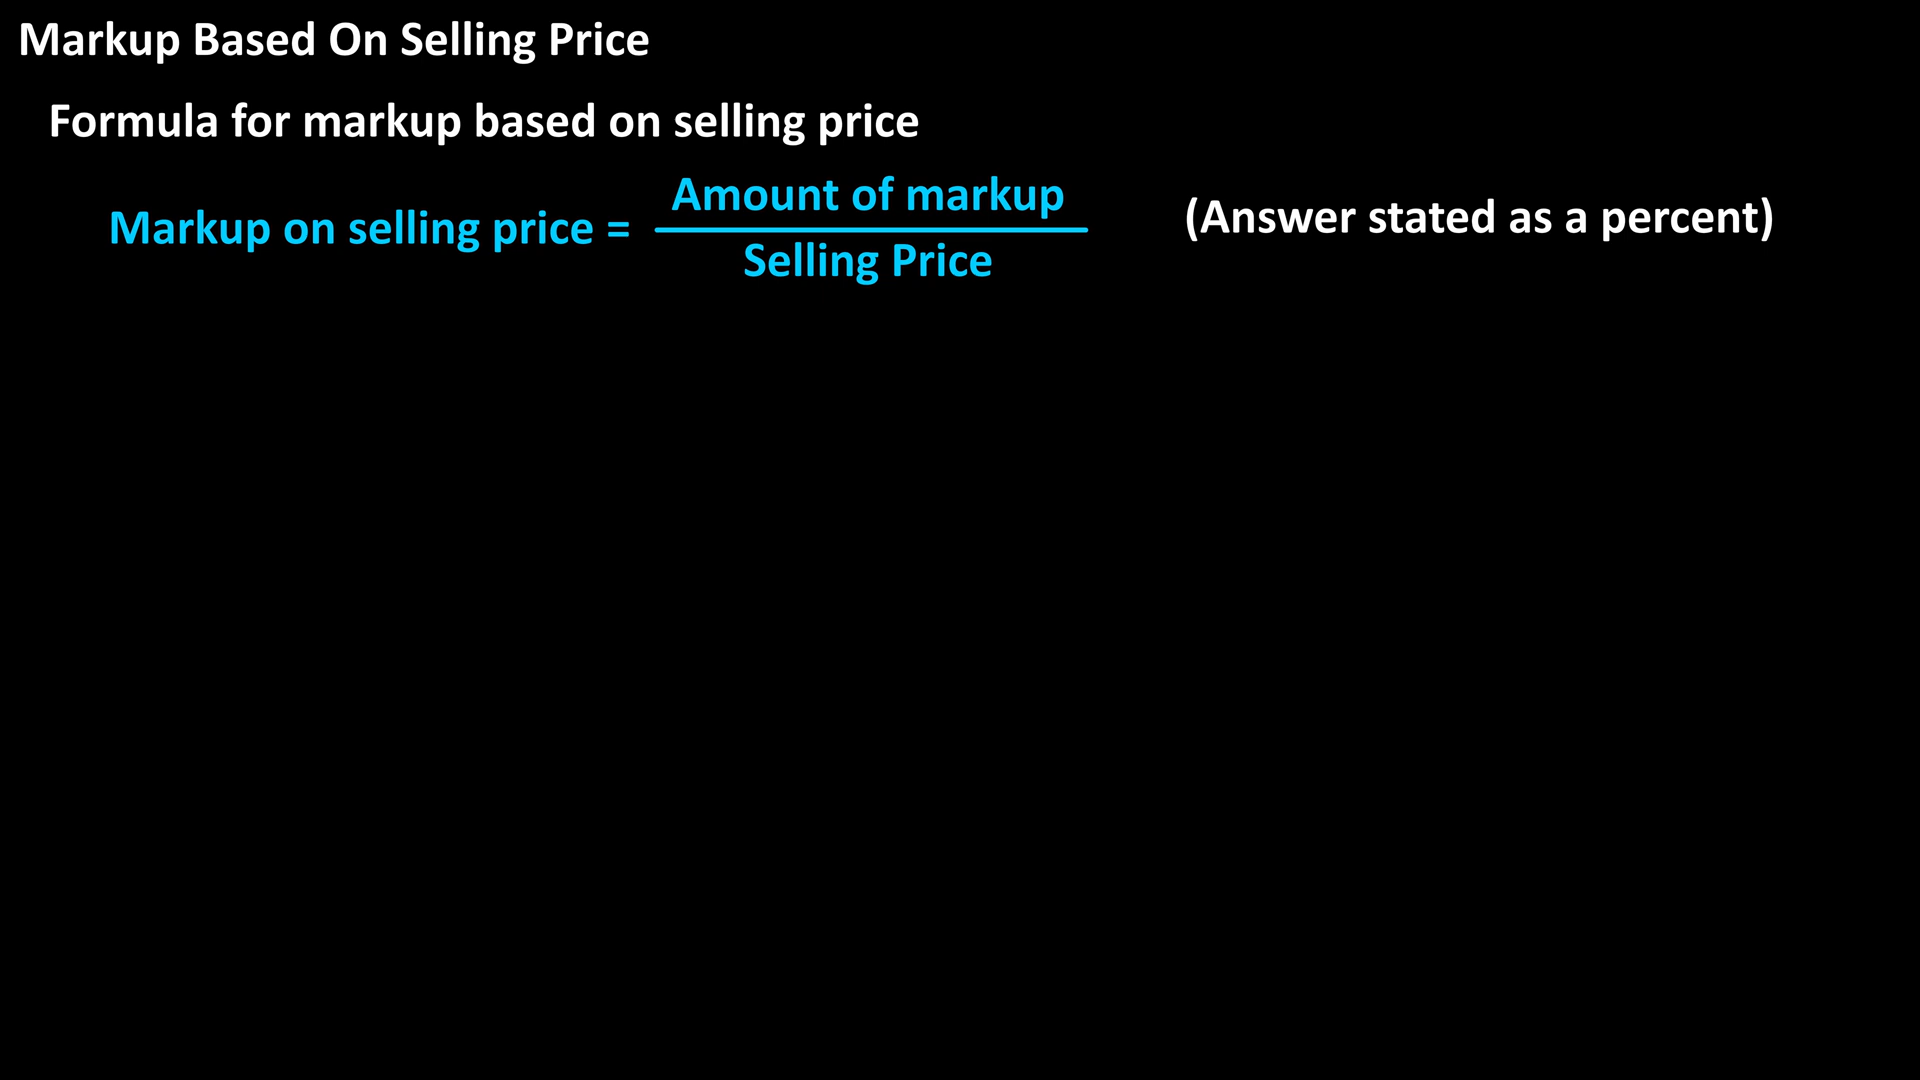 Markup Based On Selling Price
Formula for markup based on selling price
Markup on selling price = Amount of markup / Selling Price (Answer stated as a percent)